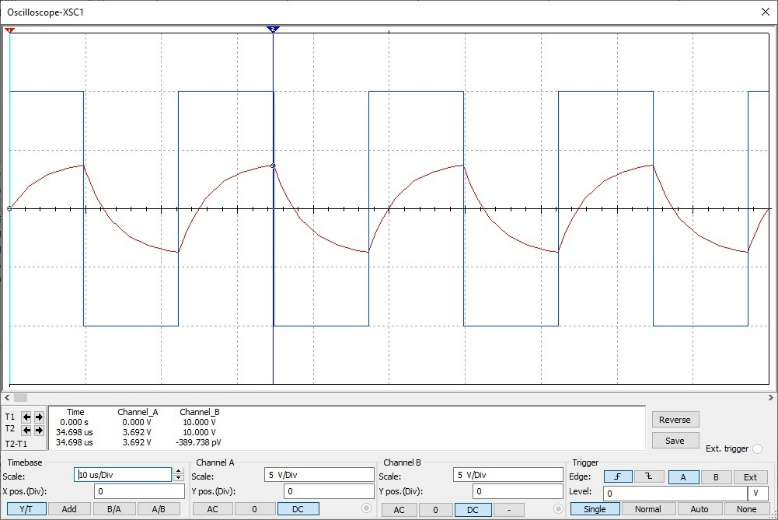 Oscilloscope-XSC1
1 2
T1
T2
T2-T1
Time Channel_A Channel_B
0.000 s 0.000 V 10.000 V
34.698 us 3.692 V 10.000 V
34.698 us 3.692 V -389.738 pV
Reverse
Save
Ext. trigger
Timebase
Scale: 10 us/Div
X pos.(Div): 0
Y/T Add B/A A/B
Channel A
Scale: 5 V/Div
Y pos.(Div): 0
AC 0 DC
Channel B
Scale: 5 V/Div
Y pos.(Div): 0
AC 0 DC -
Trigger
Edge: A B Ext
Level: 0 V
Single Normal Auto None